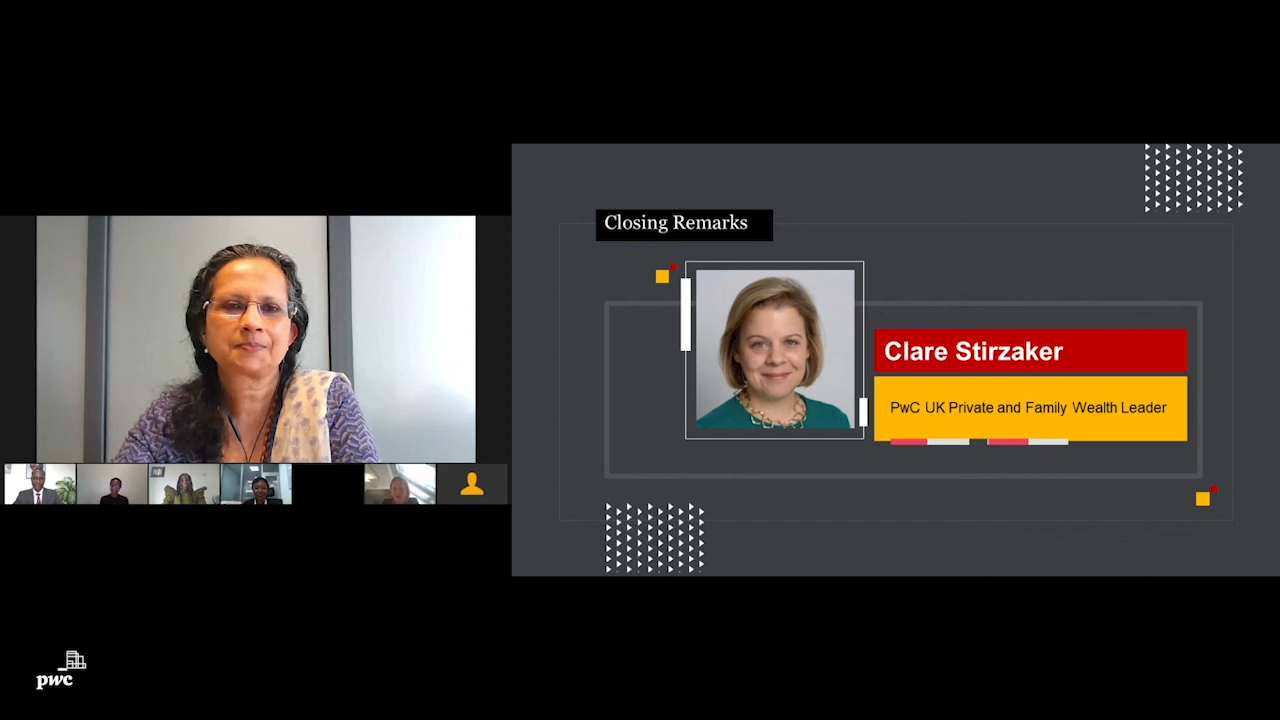 Closing Remarks
Clare Stirzaker
PwC UK Private and Family Wealth Leader
pwc